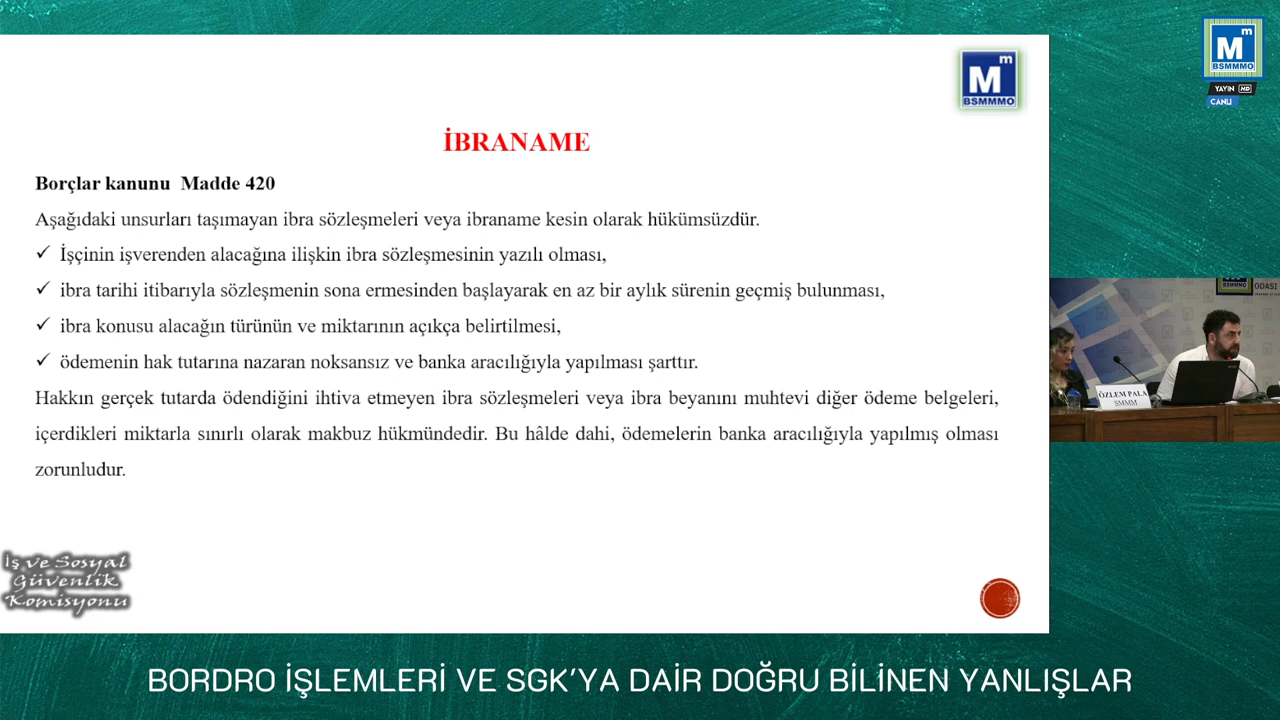 M m
BSMMMO
YAYIN HD
CANLI
M m
BSMMMO
İBRANAME
Borçlar kanunu Madde 420
Aşağıdaki unsurları taşımayan ibra sözleşmeleri veya ibraname kesin olarak hükümsüzdür.
✓ İşçinin işverenden alacağına ilişkin ibra sözleşmesinin yazılı olması,
✓ ibra tarihi itibarıyla sözleşmenin sona ermesinden başlayarak en az bir aylık sürenin geçmiş bulunması,
✓ ibra konusu alacağın türünün ve miktarının açıkça belirtilmesi,
✓ ödemenin hak tutarına nazaran noksansız ve banka aracılığıyla yapılması şarttır.
Hakkın gerçek tutarda ödendiğini ihtiva etmeyen ibra sözleşmeleri veya ibra beyanını muhtevi diğer ödeme belgeleri,
içerdikleri miktarla sınırlı olarak makbuz hükmündedir. Bu hâlde dahi, ödemelerin banka aracılığıyla yapılmış olması
zorunludur.
BSMMMO
ODASI
ÖZLEM PALA
SMMM
İş ve Sosyal
Güvenlik
Komisyonu
BORDRO İŞLEMLERİ VE SGK'YA DAİR DOĞRU BİLİNEN YANLIŞLAR